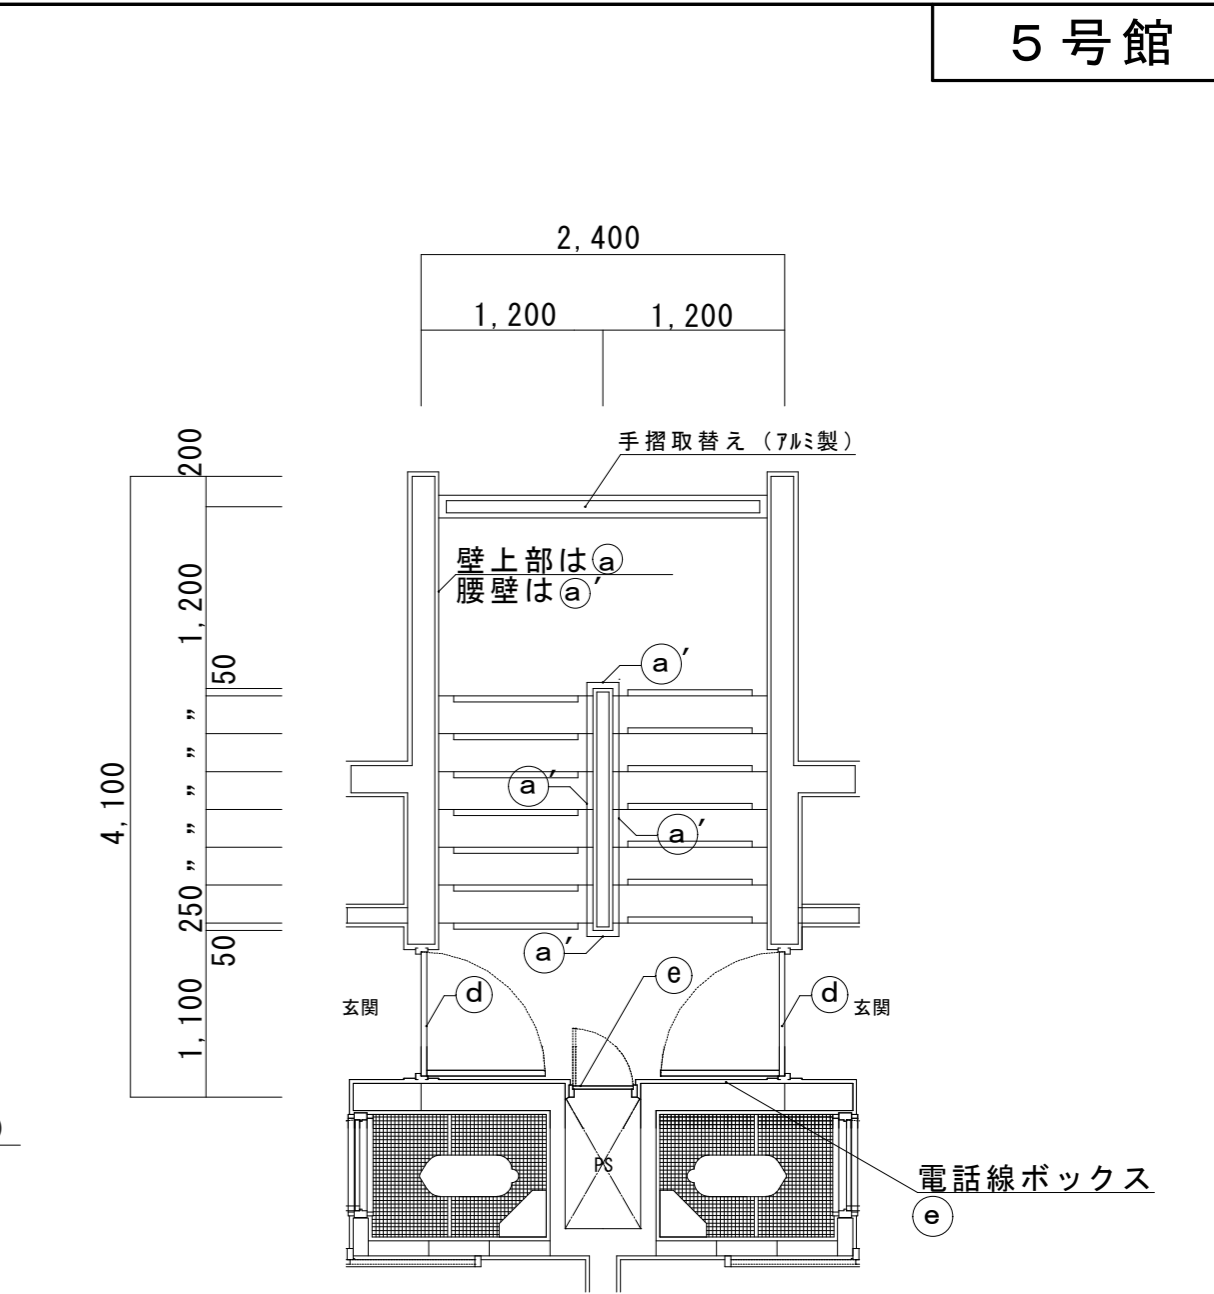 5号館
2,400
1,200 1,200
手摺取替え(アルミ製)
200
壁上部はⓐ
腰壁はⓐ'
1,200
50
ⓐ'
〃
〃
4,100
〃
ⓐ'
〃
ⓐ'
〃
250
50
ⓐ'
ⓔ
1,100
玄関
ⓓ
ⓓ
玄関
PS
電話線ボックス
ⓔ